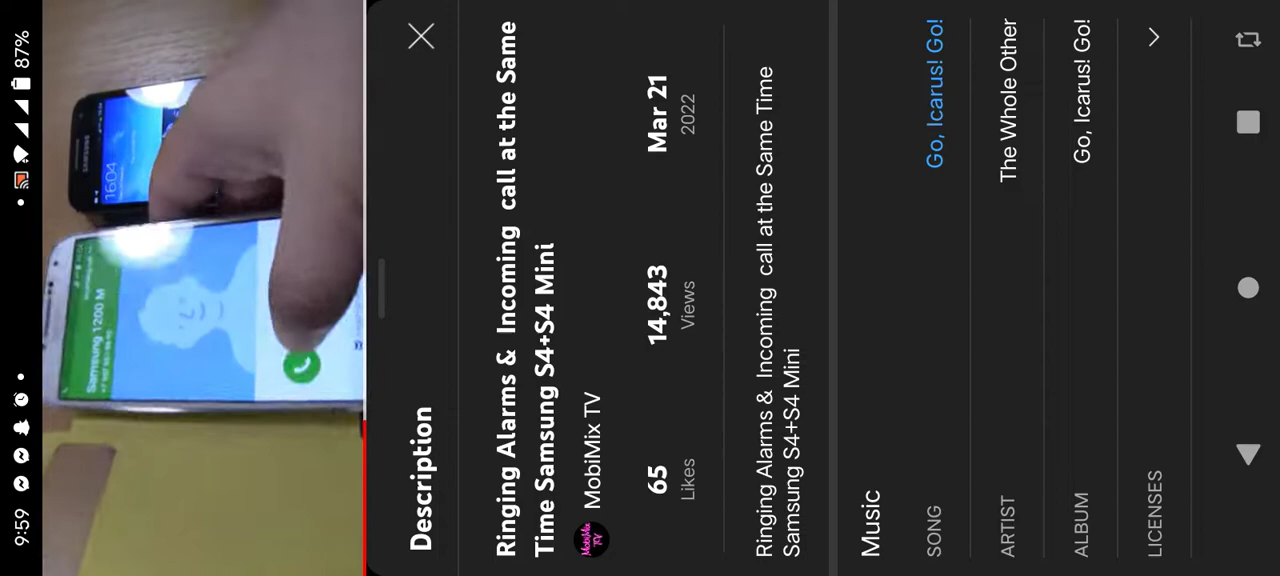 9:59
87%
Samsung 1200 M
SAMSUNG
1604
Description
Ringing Alarms & Incoming call at the Same
Time Samsung S4+S4 Mini
MobiMix TV
65
Likes
14,843
Views
Mar 21
2022
Ringing Alarms & Incoming call at the Same Time
Samsung S4+S4 Mini
Music
SONG
Go, Icarus! Go!
ARTIST
The Whole Other
ALBUM
Go, Icarus! Go!
LICENSES